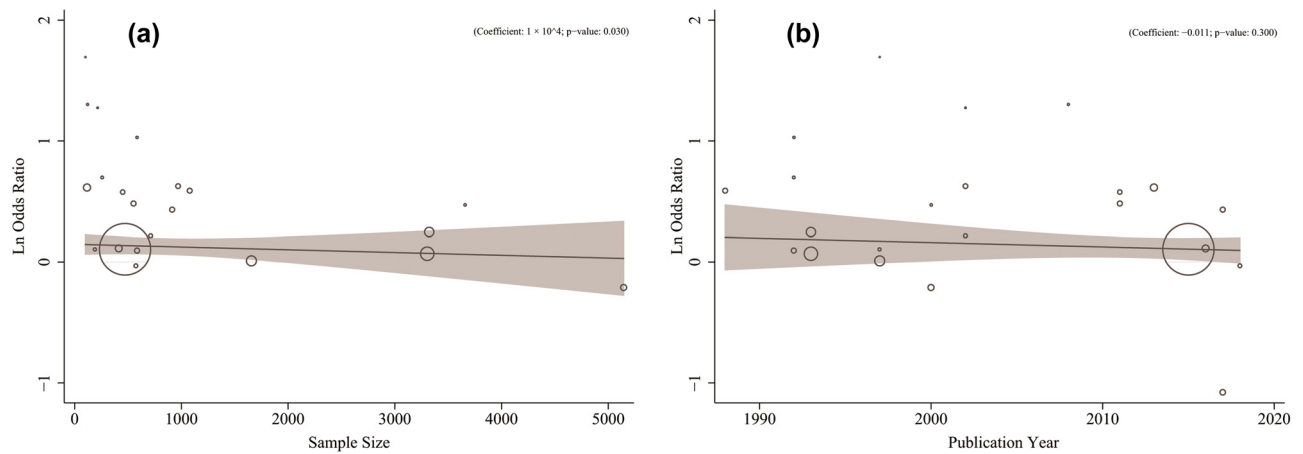 (a)
(Coefficient: 1 × 10^4; p−value: 0.030)
2
1
0
−1
Ln Odds Ratio
0
1000
2000
3000
4000
5000
Sample Size
(b)
(Coefficient: −0.011; p−value: 0.300)
2
1
0
−1
Ln Odds Ratio
1990
2000
2010
2020
Publication Year